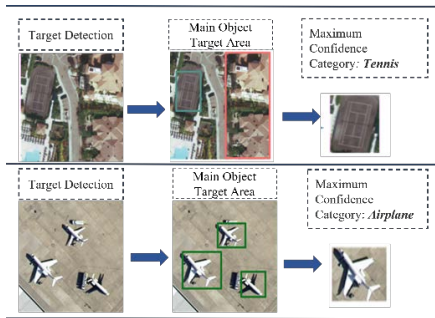 Target Detection
Main Object
Target Area
Maximum
Confidence
Category: Tennis
Target Detection
Main Object
Target Area
Maximum
Confidence
Category: Airplane